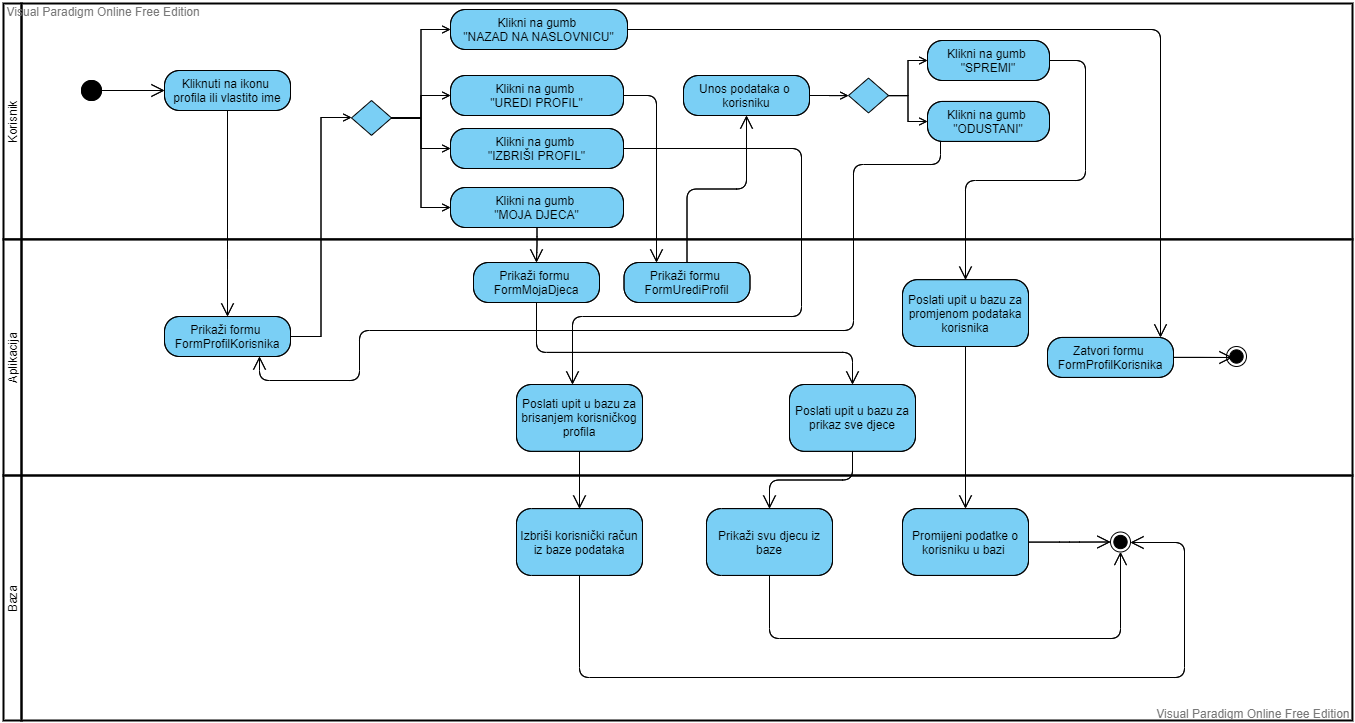 Visual Paradigm Online Free Edition
Korisnik
Kliknuti na ikonu
profila ili vlastito ime
Klikni na gumb
"NAZAD NA NASLOVNICU"
Klikni na gumb
"UREDI PROFIL"
Klikni na gumb
"IZBRIŠI PROFIL"
Klikni na gumb
"MOJA DJECA"
Unos podataka o
korisniku
Klikni na gumb
"SPREMI"
Klikni na gumb
"ODUSTANI"
Aplikacija
Prikaži formu
FormProfilKorisnika
Prikaži formu
FormMojaDjeca
Prikaži formu
FormUrediProfil
Poslati upit u bazu za
promjenom podataka
korisnika
Zatvori formu
FormProfilKorisnika
Poslati upit u bazu za
brisanjem korisničkog
profila
Poslati upit u bazu za
prikaz sve djece
Baza
Izbriši korisnički račun
iz baze podataka
Prikaži svu djecu iz
baze
Promijeni podatke o
korisniku u bazi
Visual Paradigm Online Free Edition